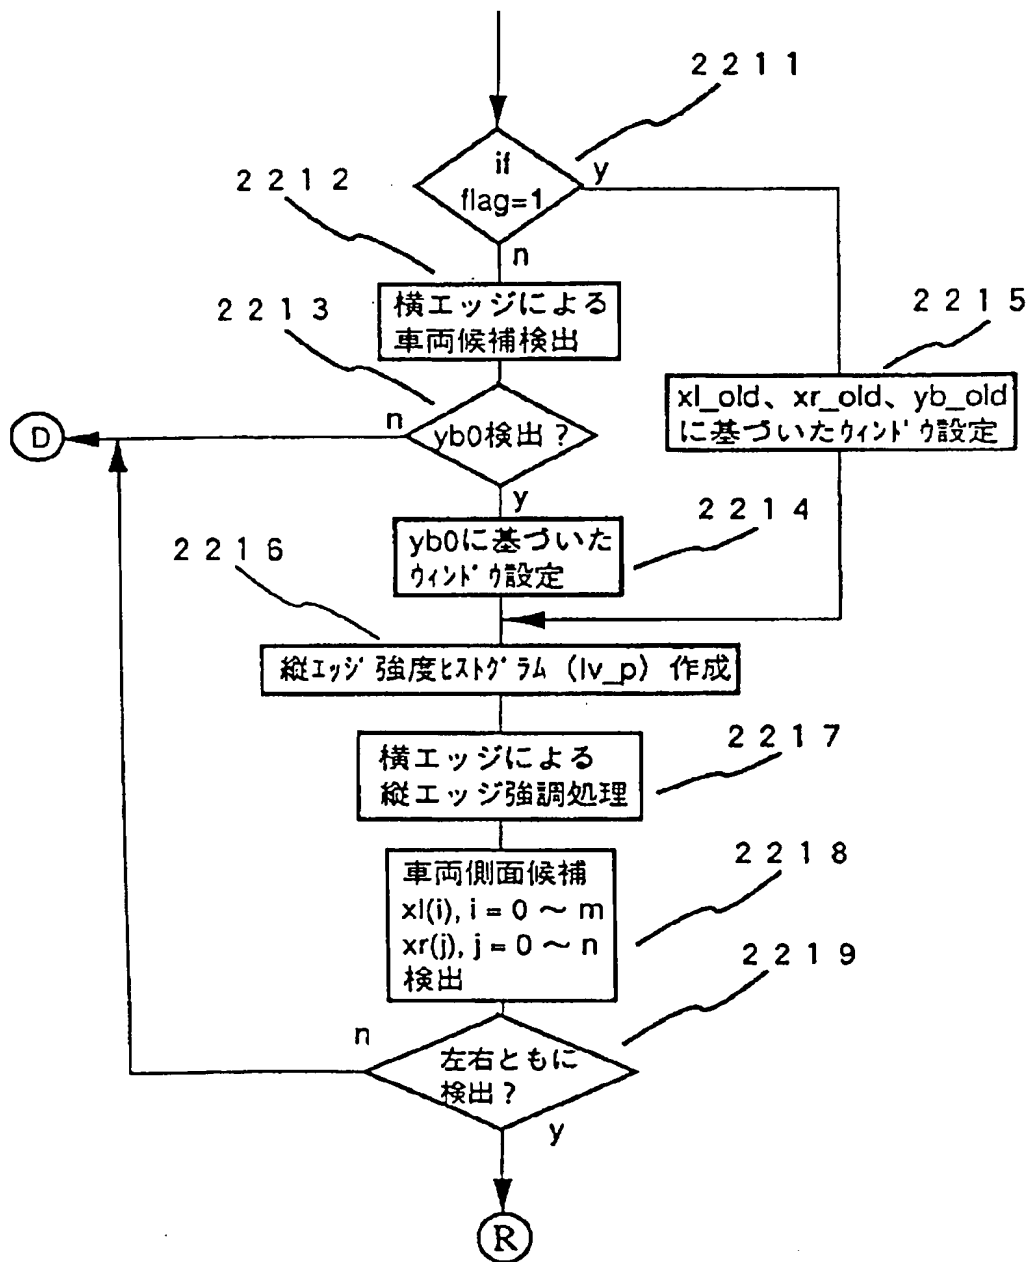 ２２１１
if
flag=1
y
n
２２１２
横エッジによる
車両候補検出
２２１５
xl_old、xr_old、yb_old
に基づいたｳｨﾝﾄﾞｳ設定
２２１３
yb0検出？
n
D
y
２２１４
yb0に基づいた
ｳｨﾝﾄﾞｳ設定
２２１６
縦ｴｯｼﾞ強度ﾋｽﾄｸﾞﾗﾑ（lv_p）作成
２２１７
横エッジによる
縦エッジ強調処理
２２１８
車両側面候補
xl(i), i = 0 ～ m
xr(j), j = 0 ～ n
検出
２２１９
n
左右ともに
検出？
y
R